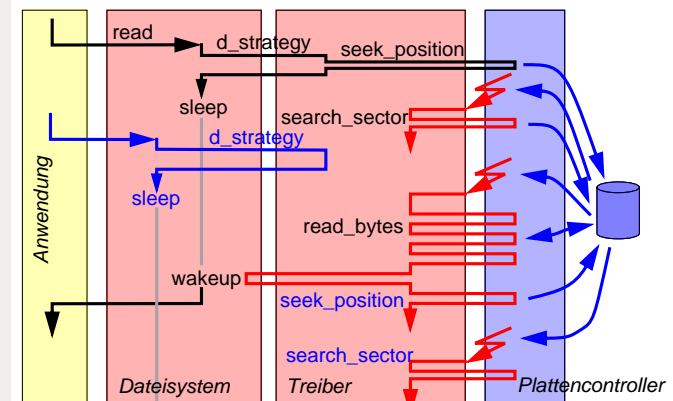 read
d_strategy
seek_position
sleep
search_sector
d_strategy
sleep
Anwendung
read_bytes
wakeup
seek_position
search_sector
Dateisystem
Treiber
Plattencontroller